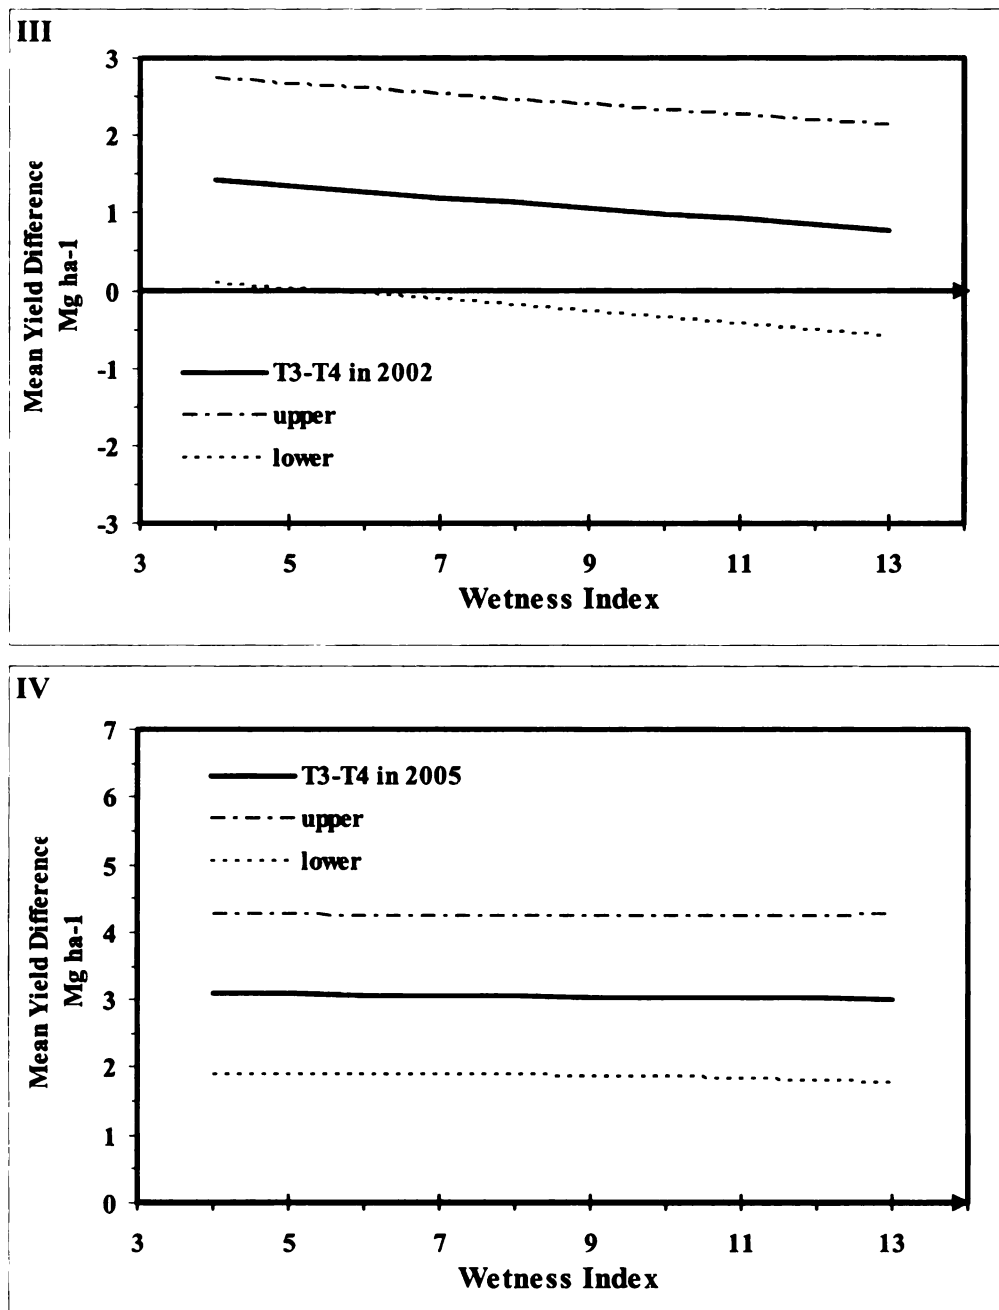 III
3
2
1
0
-1
-2
-3
Mean Yield Difference
Mg ha-1
T3-T4 in 2002
upper
lower
3 5 7 9 11 13
Wetness Index
IV
7
6
5
4
3
2
1
0
Mean Yield Difference
Mg ha-1
T3-T4 in 2005
upper
lower
3 5 7 9 11 13
Wetness Index